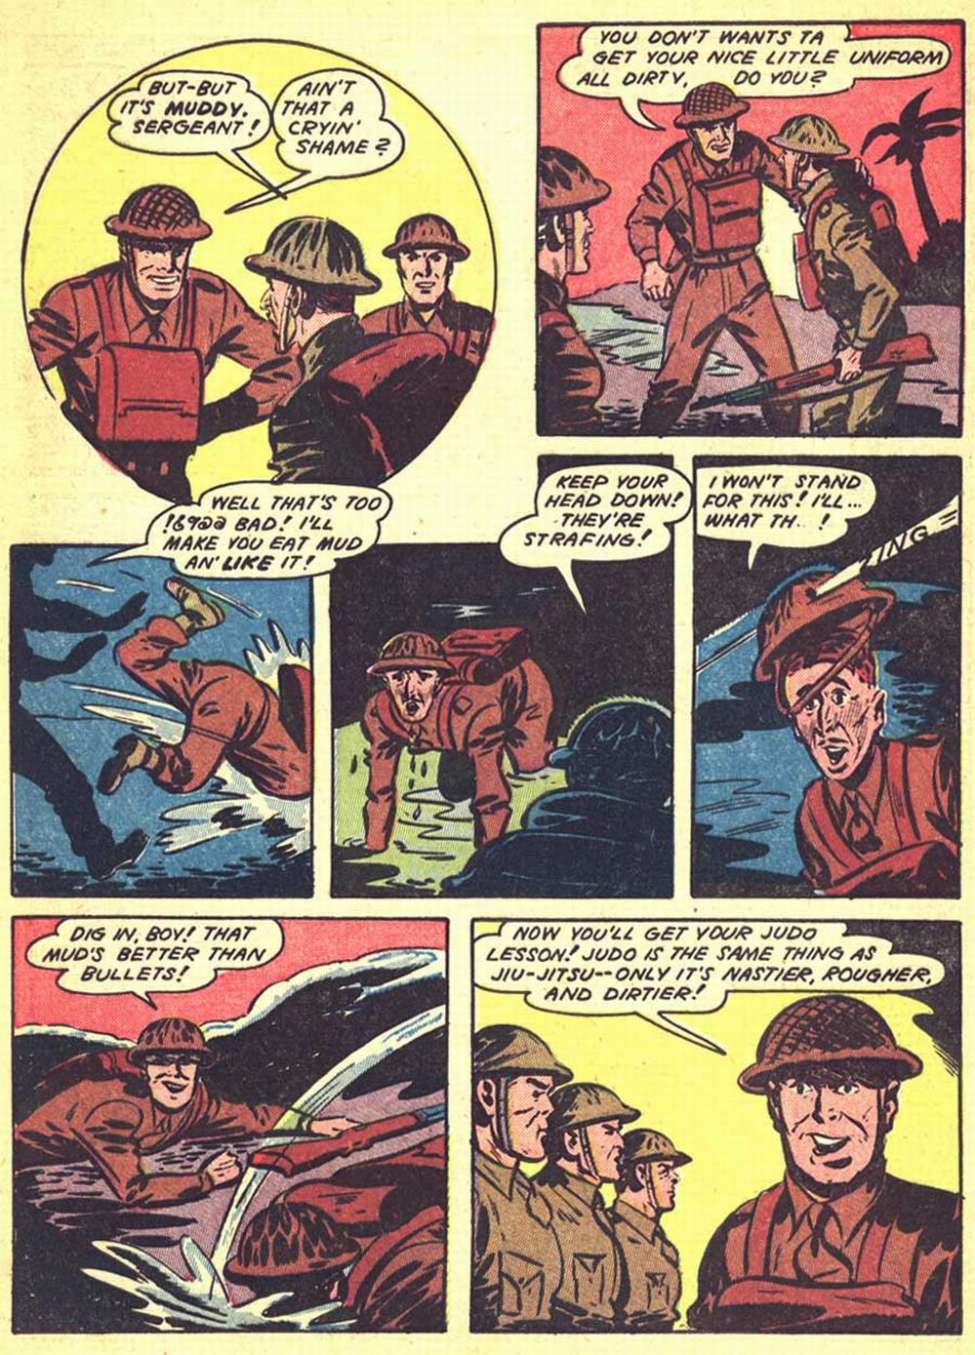 BUT-BUT
IT'S MUDDY,
SERGEANT!
AIN'T
THAT A
CRYIN'
SHAME?
YOU DON'T WANTS TA
GET YOUR NICE LITTLE UNIFORM
ALL DIRTY, DO YOU?
WELL THAT'S TOO
BAD! I'LL
MAKE YOU EAT MUD
AN' LIKE IT!
KEEP YOUR
HEAD DOWN!
THEY'RE
STRAFING!
I WON'T STAND
FOR THIS! I'LL...
WHAT TH..!
ING
DIG IN, BOY! THAT
MUD'S BETTER THAN
BULLETS!
NOW YOU'LL GET YOUR JUDO
LESSON! JUDO IS THE SAME THING AS
JIU-JITSU--ONLY IT'S NASTIER, ROUGHER,
AND DIRTIER!